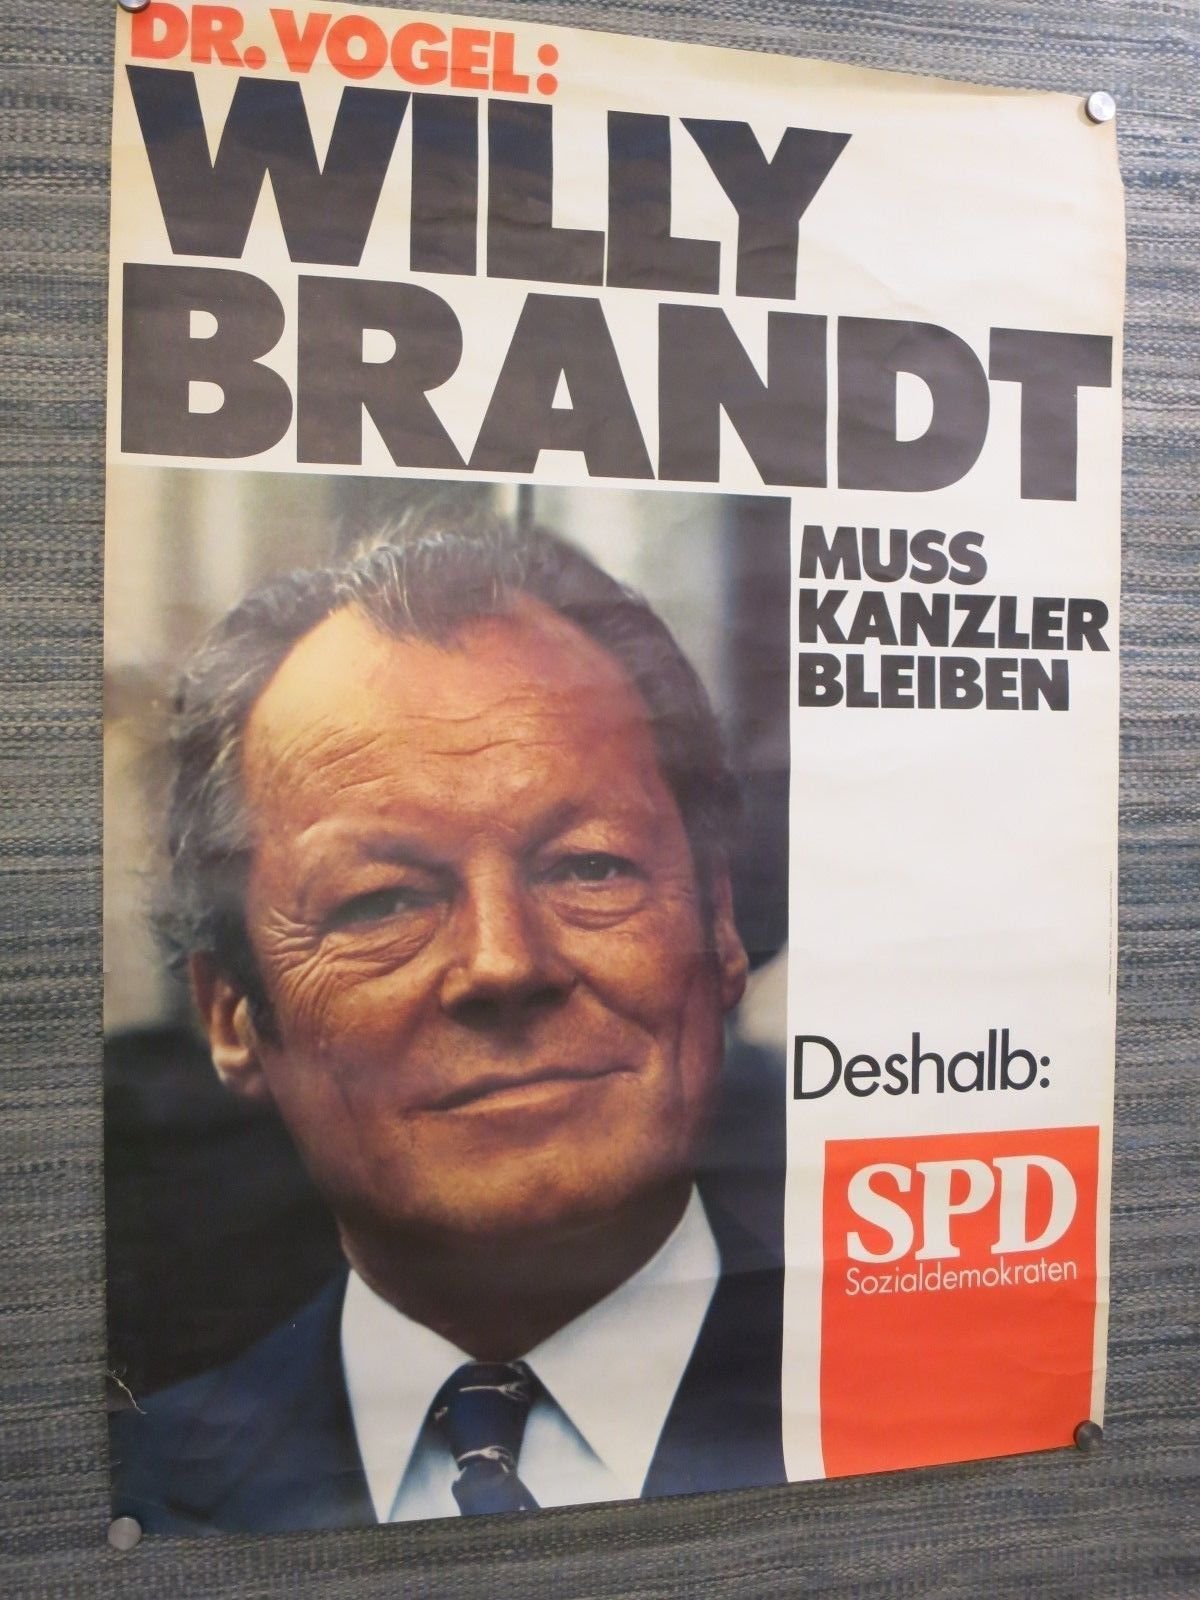 DR. VOGEL:
WILLY
BRANDT
MUSS
KANZLER
BLEIBEN
Deshalb:
SPD
Sozialdemokraten